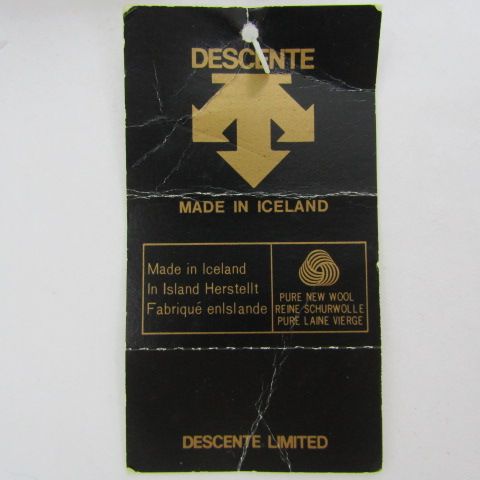 DESCENTE
MADE IN ICELAND
Made in Iceland
In Island Herstellt
Fabriqué enIslande
PURE NEW WOOL
REINE SCHURWOLLE
PURE LAINE VIERGE
DESCENTE LIMITED